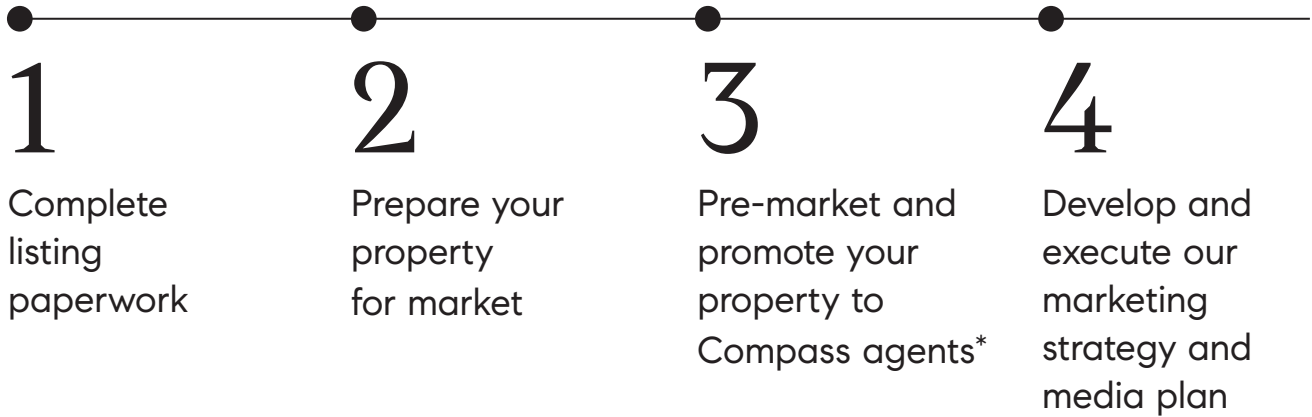 1
Complete
listing
paperwork
2
Prepare your
property
for market
3
Pre-market and
promote your
property to
Compass agents*
4
Develop and
execute our
marketing
strategy and
media plan